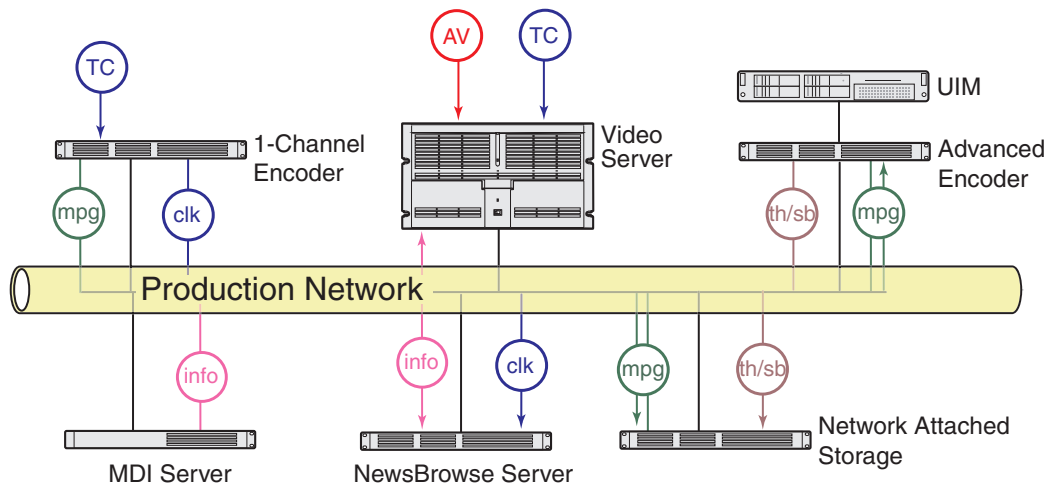 AV
TC
TC
UIM
1-Channel
Encoder
Video
Server
Advanced
Encoder
mpg
clk
th/sb
mpg
Production Network
info
info
clk
mpg
th/sb
MDI Server
NewsBrowse Server
Network Attached
Storage